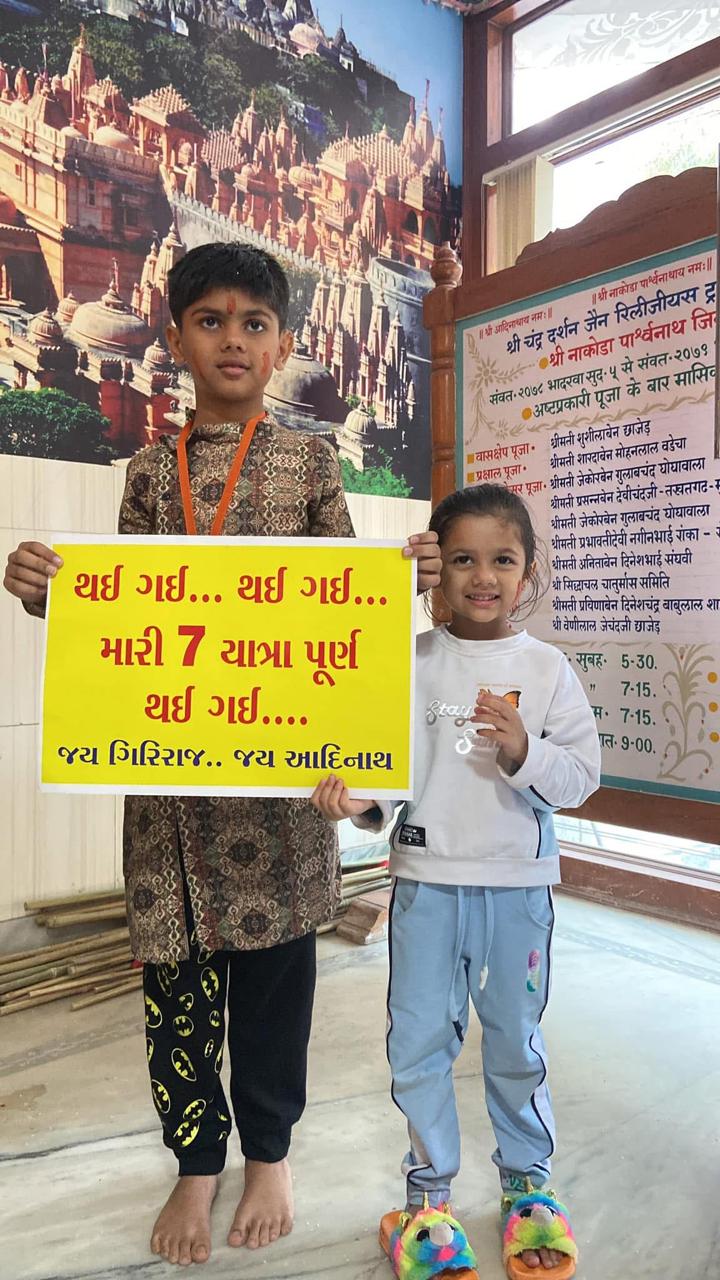 થઈ ગઈ... થઈ ગઈ...
મારી 7 યાત્રા પૂર્ણ
થઈ ગઈ....
જય ગિરિરાજ.. જય આદિનાથ
Stay
॥ श्री आदिनाथाय नमः ॥
॥ श्री नाकोडा पार्श्वनाथाय नमः॥
श्री चंद्र दर्शन जैन रिलीजीयस
श्री नाकोडा पार्श्वनाथ
संवत-२०७८ भादरवा सुद-५ से संवत-२०७९
अष्टप्रकारी पूजा के बार मासिक
वासक्षेप पूजा-
प्रक्षाल पूजा-
पूजा-
श्रीमती सुशीलाबेन छाजेड
श्रीमती शारदाबेन मोहनलाल वडेचा
श्रीमती जेकोरबेन गुलाबचंद घोघावाला
श्रीमती प्रसन्नबेन देवीचंदजी-तखतगढ-
श्रीमती जेकोरबेन गुलाबचंद घोघावाला
श्रीमती प्रभावतीदेवी नगीनभाई रांका -
श्रीमती अनिताबेन दिनेशभाई संघवी
श्री सिद्धाचल चातुर्मास समिति
श्रीमती प्रविणाबेन दिनेशचंद्र बाबुलाल
श्री वेणीलाल जेचंदजी छाजेड
सुबह- 5-30.
" 7-15.
7-15.
9-00.